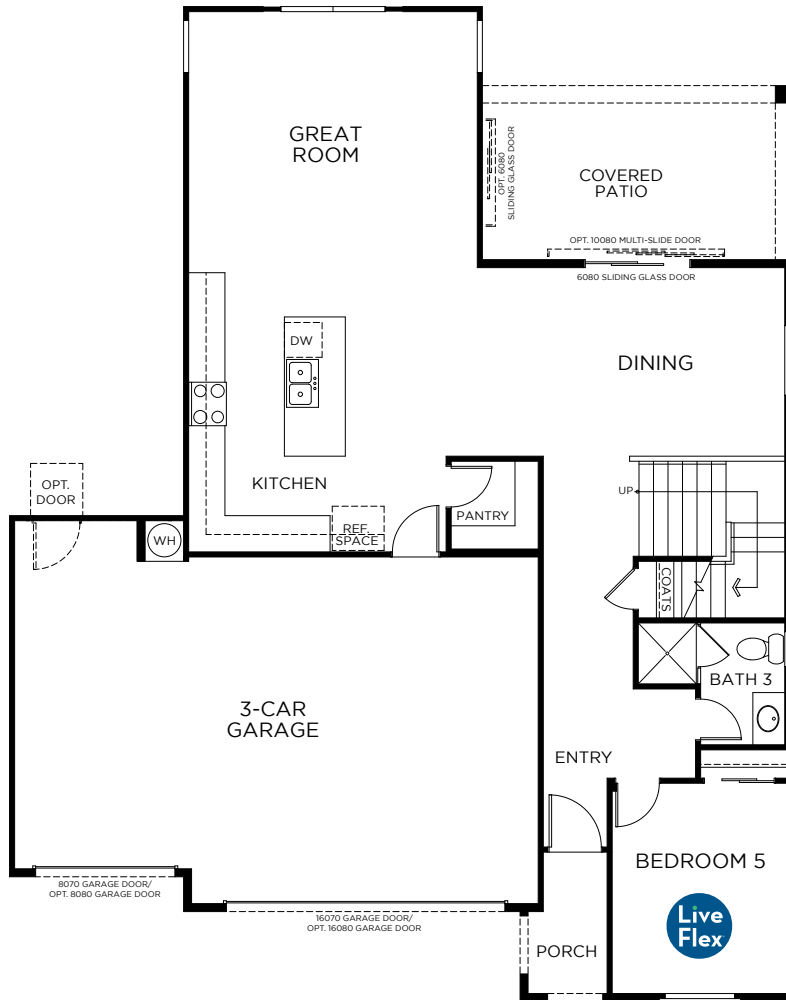 GREAT
ROOM
OPT. 6080
SLIDING GLASS DOOR
COVERED
PATIO
OPT. 10080 MULTI-SLIDE DOOR
6080 SLIDING GLASS DOOR
DW
DINING
KITCHEN
OPT.
DOOR
WH
REF.
SPACE
PANTRY
UP
COATS
BATH 3
3-CAR
GARAGE
ENTRY
BEDROOM 5
8070 GARAGE DOOR/
OPT. 8080 GARAGE DOOR
16070 GARAGE DOOR/
OPT. 16080 GARAGE DOOR
Live
Flex
PORCH